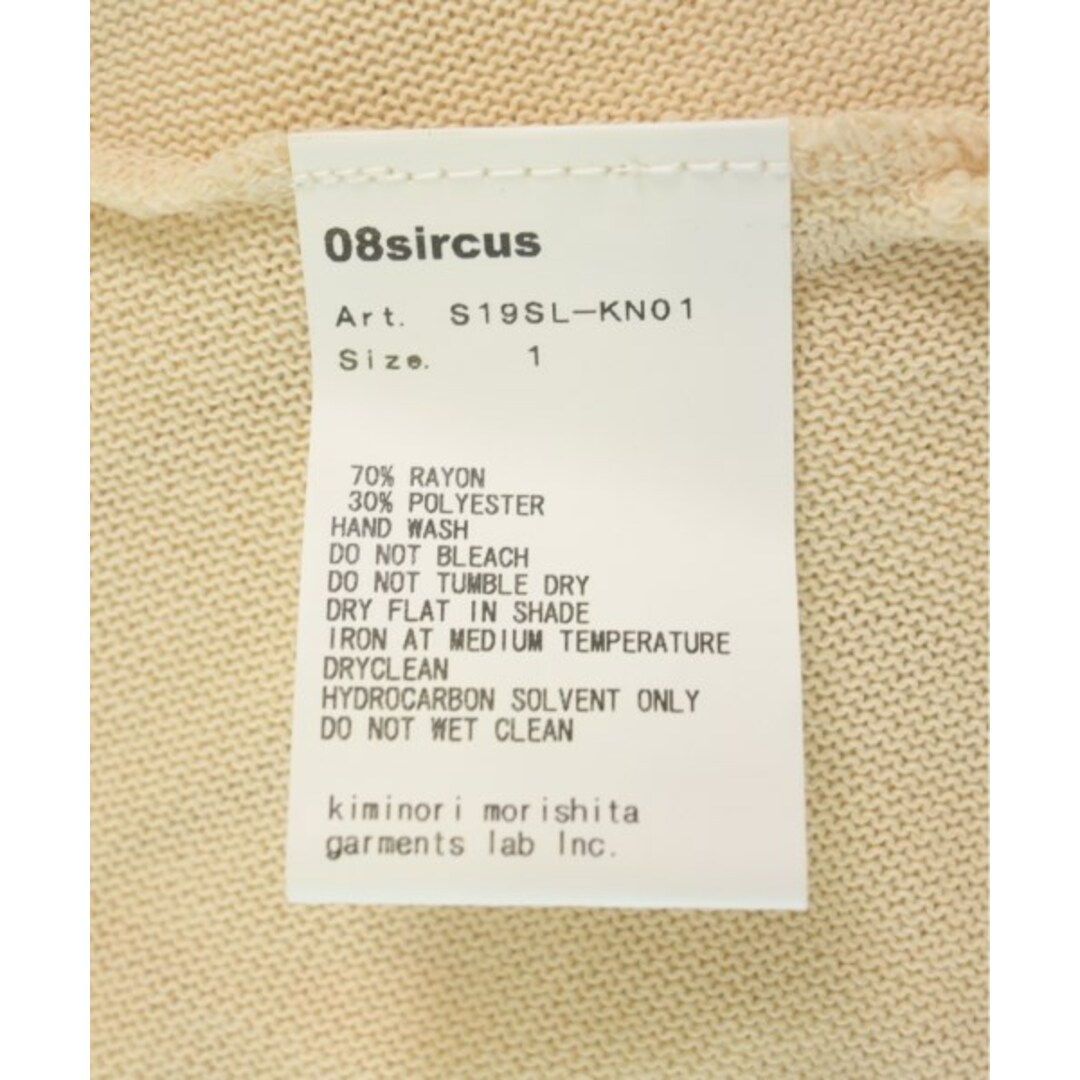 08sircus
Art. S19SL-KN01
Size. 1
70% RAYON
30% POLYESTER
HAND WASH
DO NOT BLEACH
DO NOT TUMBLE DRY
DRY FLAT IN SHADE
IRON AT MEDIUM TEMPERATURE
DRYCLEAN
HYDROCARBON SOLVENT ONLY
DO NOT WET CLEAN
kiminori morishita
garments lab Inc.